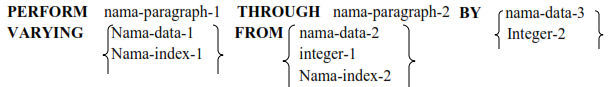 PERFORM nama-paragraph-1 THROUGH nama-paragraph-2 BY nama-data-3
VARYING Nama-data-1 FROM nama-data-2 Integer-2
Nama-index-1 integer-1
Nama-index-2